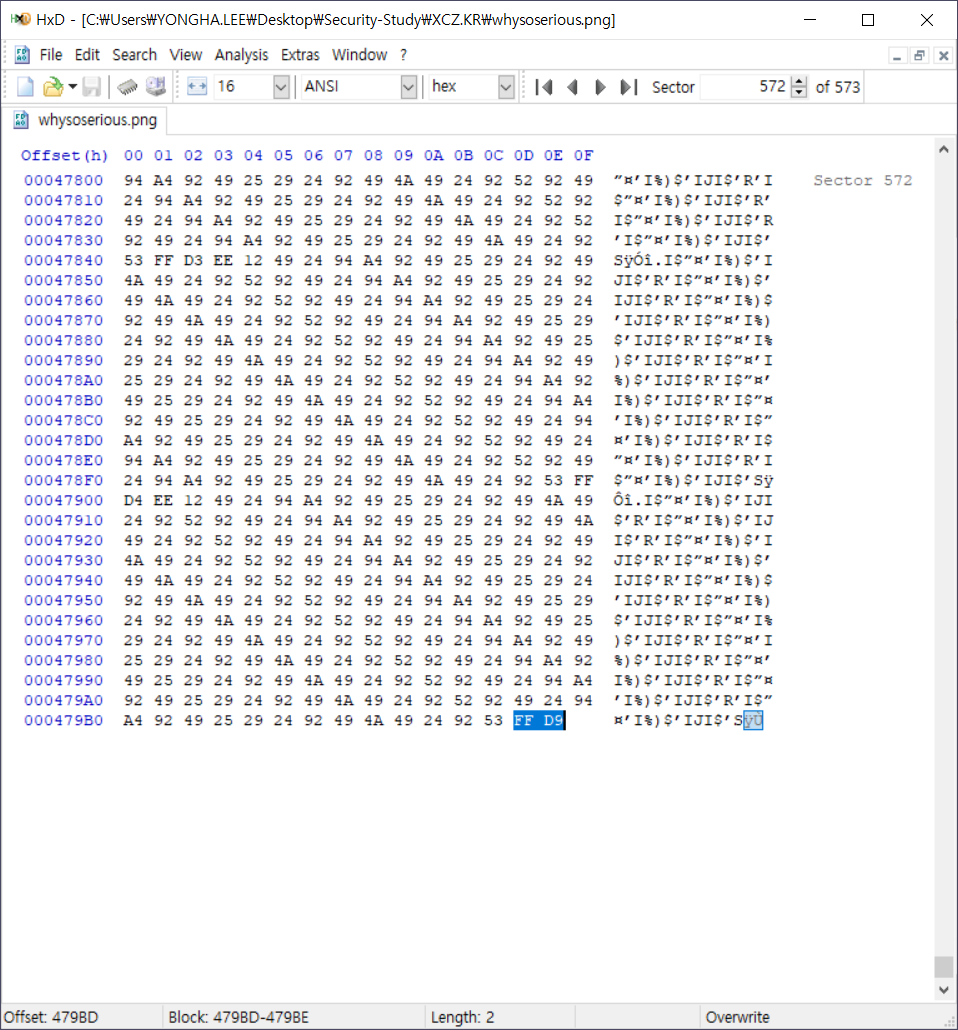 HxD - [C:₩Users₩YONGHA.LEE₩Desktop₩Security-Study₩XCZ.KR₩whysoserious.png]
File Edit Search View Analysis Extras Window ?
16 ANSI hex Sector 572 of 573
whysoserious.png
Offset(h) 00 01 02 03 04 05 06 07 08 09 0A 0B 0C 0D 0E 0F
00047800 94 A4 92 49 25 29 24 92 49 4A 49 24 92 52 92 49 ”¤’I%)$’IJI$’R’I Sector 572
00047810 24 94 A4 92 49 25 29 24 92 49 4A 49 24 92 52 92 $”¤’I%)$’IJI$’R’
00047820 49 24 94 A4 92 49 25 29 24 92 49 4A 49 24 92 52 I$”¤’I%)$’IJI$’R
00047830 92 49 24 94 A4 92 49 25 29 24 92 49 4A 49 24 92 ’I$”¤’I%)$’IJI$’
00047840 53 FF D3 EE 12 49 24 94 A4 92 49 25 29 24 92 49 SÿÓî.I$”¤’I%)$’I
00047850 4A 49 24 92 52 92 49 24 94 A4 92 49 25 29 24 92 JI$’R’I$”¤’I%)$’
00047860 49 4A 49 24 92 52 92 49 24 94 A4 92 49 25 29 24 IJI$’R’I$”¤’I%)$
00047870 92 49 4A 49 24 92 52 92 49 24 94 A4 92 49 25 29 ’IJI$’R’I$”¤’I%)
00047880 24 92 49 4A 49 24 92 52 92 49 24 94 A4 92 49 25 $’IJI$’R’I$”¤’I%
00047890 29 24 92 49 4A 49 24 92 52 92 49 24 94 A4 92 49 )$’IJI$’R’I$”¤’I
000478A0 25 29 24 92 49 4A 49 24 92 52 92 49 24 94 A4 92 %)$’IJI$’R’I$”¤’
000478B0 49 25 29 24 92 49 4A 49 24 92 52 92 49 24 94 A4 I%)$’IJI$’R’I$”¤
000478C0 92 49 25 29 24 92 49 4A 49 24 92 52 92 49 24 94 ’I%)$’IJI$’R’I$”
000478D0 A4 92 49 25 29 24 92 49 4A 49 24 92 52 92 49 24 ¤’I%)$’IJI$’R’I$
000478E0 94 A4 92 49 25 29 24 92 49 4A 49 24 92 52 92 49 ”¤’I%)$’IJI$’R’I
000478F0 24 94 A4 92 49 25 29 24 92 49 4A 49 24 92 53 FF $”¤’I%)$’IJI$’Sÿ
00047900 D4 EE 12 49 24 94 A4 92 49 25 29 24 92 49 4A 49 Ôî.I$”¤’I%)$’IJI
00047910 24 92 52 92 49 24 94 A4 92 49 25 29 24 92 49 4A $’R’I$”¤’I%)$’IJ
00047920 49 24 92 52 92 49 24 94 A4 92 49 25 29 24 92 49 I$’R’I$”¤’I%)$’I
00047930 4A 49 24 92 52 92 49 24 94 A4 92 49 25 29 24 92 JI$’R’I$”¤’I%)$’
00047940 49 4A 49 24 92 52 92 49 24 94 A4 92 49 25 29 24 IJI$’R’I$”¤’I%)$
00047950 92 49 4A 49 24 92 52 92 49 24 94 A4 92 49 25 29 ’IJI$’R’I$”¤’I%)
00047960 24 92 49 4A 49 24 92 52 92 49 24 94 A4 92 49 25 $’IJI$’R’I$”¤’I%
00047970 29 24 92 49 4A 49 24 92 52 92 49 24 94 A4 92 49 )$’IJI$’R’I$”¤’I
00047980 25 29 24 92 49 4A 49 24 92 52 92 49 24 94 A4 92 %)$’IJI$’R’I$”¤’
00047990 49 25 29 24 92 49 4A 49 24 92 52 92 49 24 94 A4 I%)$’IJI$’R’I$”¤
000479A0 92 49 25 29 24 92 49 4A 49 24 92 52 92 49 24 94 ’I%)$’IJI$’R’I$”
000479B0 A4 92 49 25 29 24 92 49 4A 49 24 92 53 FF D9 ¤’I%)$’IJI$’SÿÙ
Offset: 479BD Block: 479BD-479BE Length: 2 Overwrite